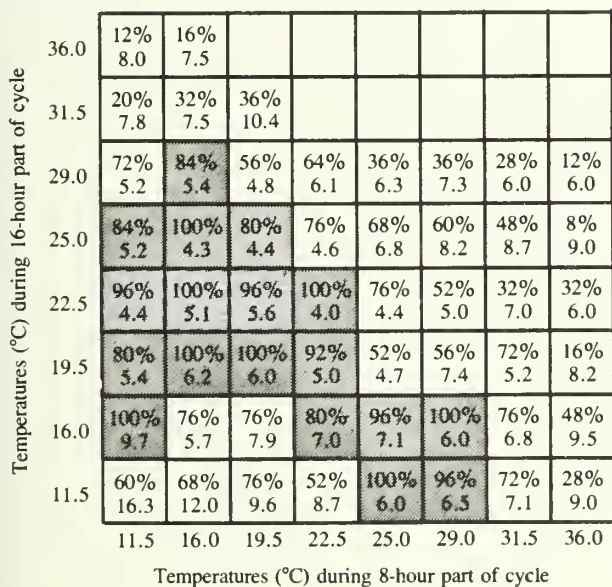 Temperatures (°C) during 16-hour part of cycle
36.0 12% 16%
8.0 7.5
31.5 20% 32% 36%
7.8 7.5 10.4
29.0 72% 84% 56% 64% 36% 36% 28% 12%
5.2 5.4 4.8 6.1 6.3 7.3 6.0 6.0
25.0 84% 100% 80% 76% 68% 60% 48% 8%
5.2 4.3 4.4 4.6 6.8 8.2 8.7 9.0
22.5 96% 100% 96% 100% 76% 52% 32% 32%
4.4 5.1 5.6 4.0 4.4 5.0 7.0 6.0
19.5 80% 100% 100% 92% 52% 56% 72% 16%
5.4 6.2 6.0 5.0 4.7 7.4 5.2 8.2
16.0 100% 76% 76% 80% 96% 100% 76% 48%
9.7 5.7 7.9 7.0 7.1 6.0 6.8 9.5
11.5 60% 68% 76% 52% 100% 96% 72% 28%
16.3 12.0 9.6 8.7 6.0 6.5 7.1 9.0
11.5 16.0 19.5 22.5 25.0 29.0 31.5 36.0
Temperatures (°C) during 8-hour part of cycle